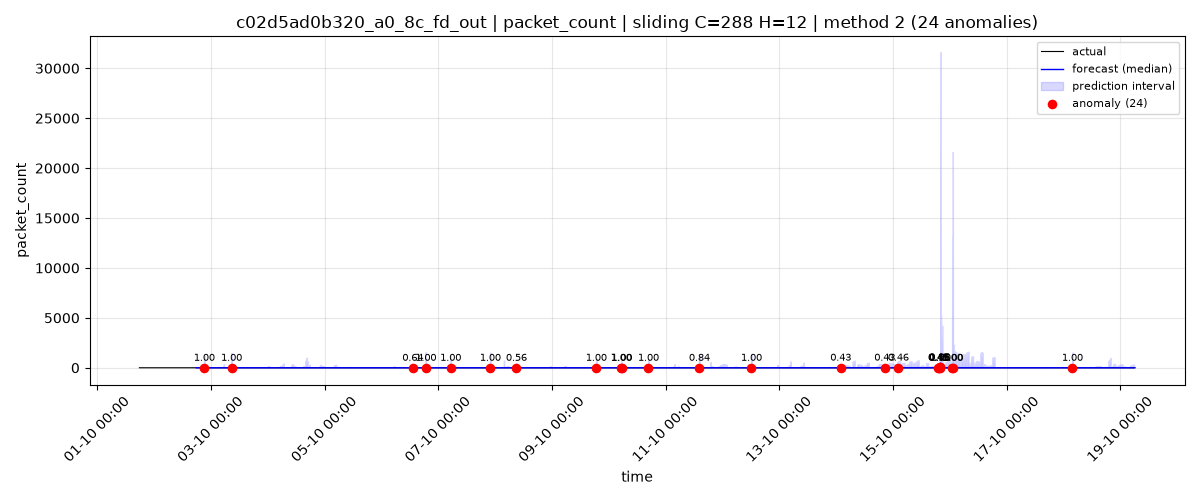 c02d5ad0b320_a0_8c_fd_out | packet_count | sliding C=288 H=12 | method 2 (24 anomalies)
actual
forecast (median)
prediction interval
anomaly (24)
packet_count
30000
25000
20000
15000
10000
5000
0
1.00 1.00 1.00 1.00 0.56 1.00 1.00 1.00 0.84 1.00 0.43 0.46 1.00
01-10 00:00
03-10 00:00
05-10 00:00
07-10 00:00
09-10 00:00
11-10 00:00
13-10 00:00
15-10 00:00
17-10 00:00
19-10 00:00
time